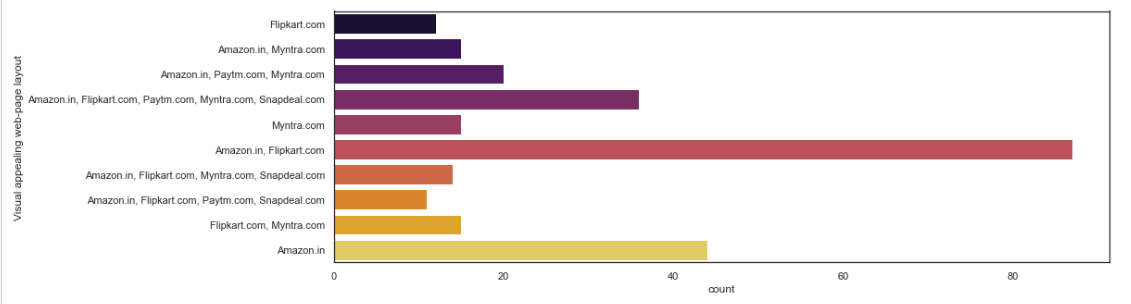 Visual appealing web-page layout
Flipkart.com
Amazon.in, Myntra.com
Amazon.in, Paytm.com, Myntra.com
Amazon.in, Flipkart.com, Paytm.com, Myntra.com, Snapdeal.com
Myntra.com
Amazon.in, Flipkart.com
Amazon.in, Flipkart.com, Myntra.com, Snapdeal.com
Amazon.in, Flipkart.com, Paytm.com, Snapdeal.com
Flipkart.com, Myntra.com
Amazon.in
0 20 40 60 80
count